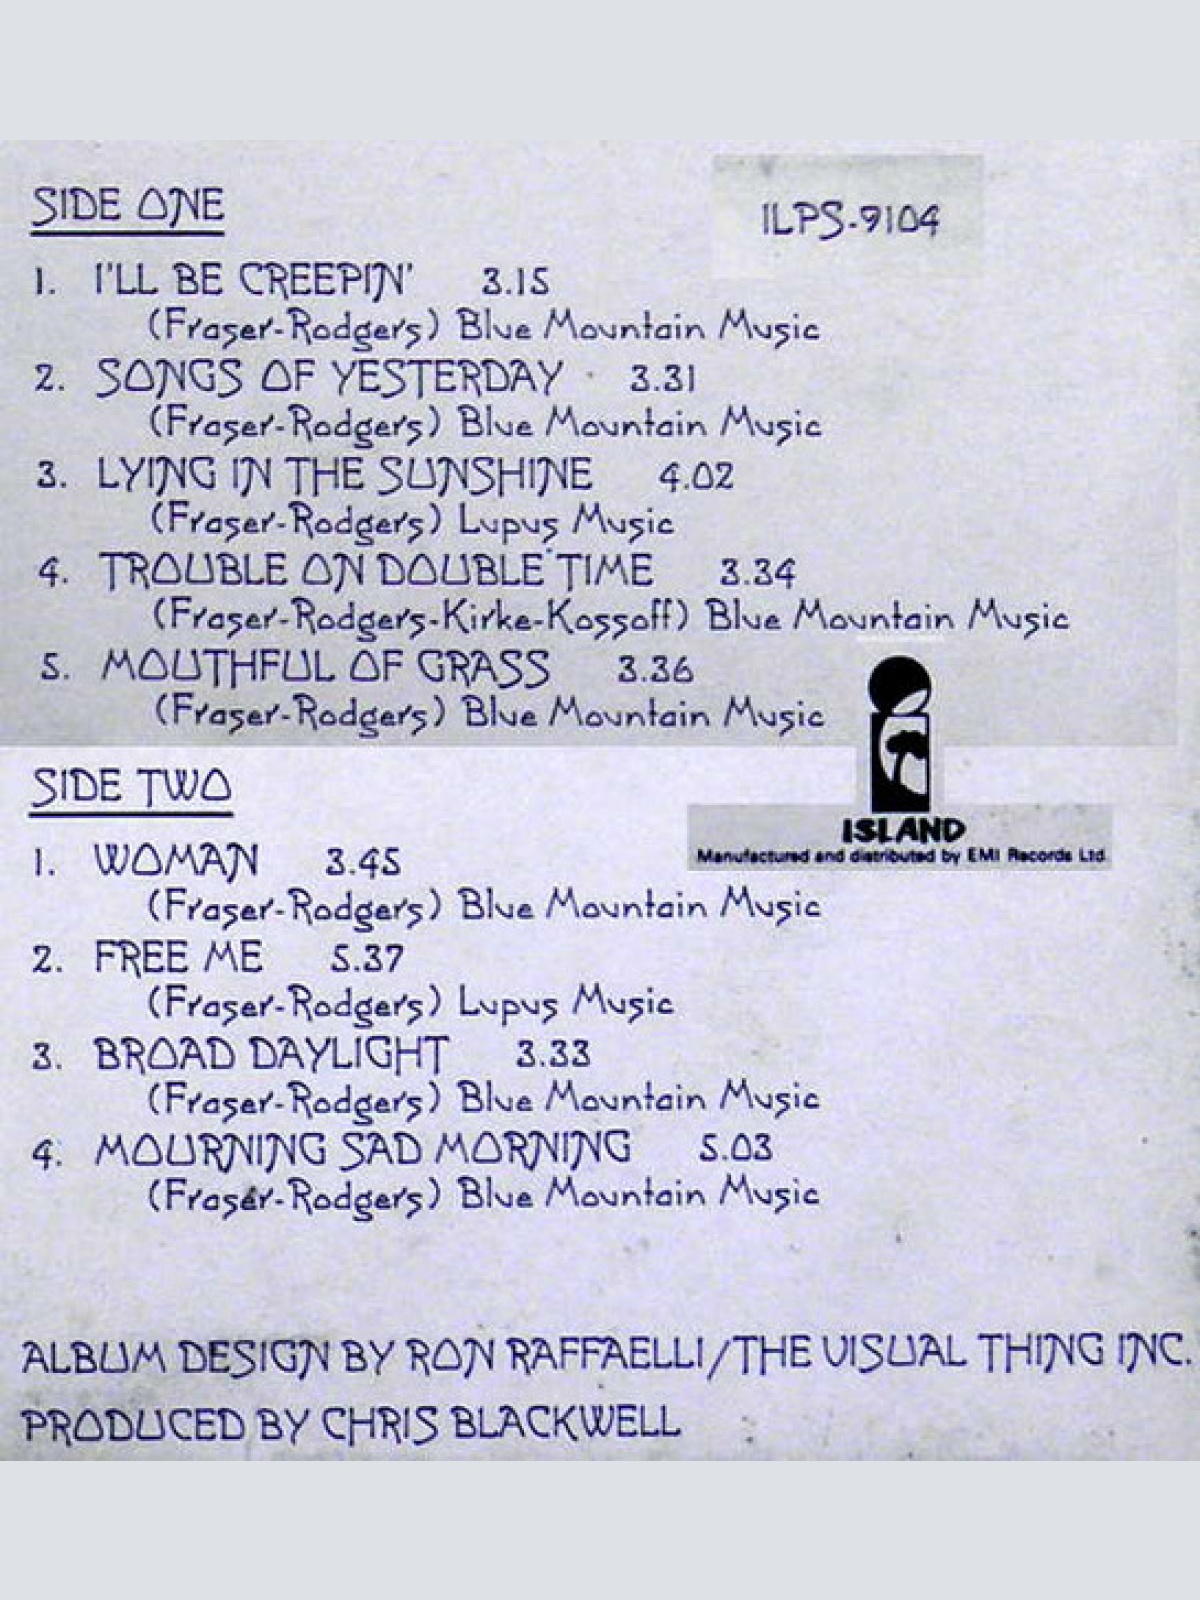 SIDE ONE
ILPS-9104
1. I'LL BE CREEPIN' 3.15
(Fraser-Rodgers) Blue Mountain Music
2. SONGS OF YESTERDAY 3.31
(Fraser-Rodgers) Blue Mountain Music
3. LYING IN THE SUNSHINE 4.02
(Fraser-Rodgers) Lupus Music
4. TROUBLE ON DOUBLE TIME 3.34
(Fraser-Rodgers-Kirke-Kossoff) Blue Mountain Music
5. MOUTHFUL OF GRASS 3.36
(Fraser-Rodgers) Blue Mountain Music
ISLAND
Manufactured and distributed by EMI Records Ltd.
SIDE TWO
1. WOMAN 3.45
(Fraser-Rodgers) Blue Mountain Music
2. FREE ME 5.37
(Fraser-Rodgers) Lupus Music
3. BROAD DAYLIGHT 3.33
(Fraser-Rodgers) Blue Mountain Music
4. MOURNING SAD MORNING 5.03
(Fraser-Rodgers) Blue Mountain Music
ALBUM DESIGN BY RON RAFFAELLI/THE VISUAL THING INC.
PRODUCED BY CHRIS BLACKWELL